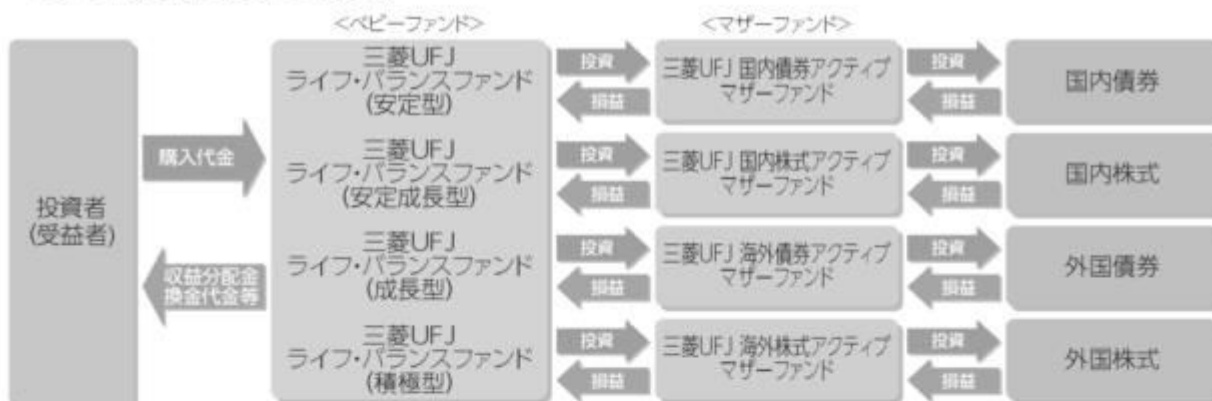 <ベビーファンド>
<マザーファンド>
投資者
(受益者)
購入代金
収益分配金
換金代金等
三菱UFJ
ライフ・バランスファンド
(安定型)
三菱UFJ
ライフ・バランスファンド
(安定成長型)
三菱UFJ
ライフ・バランスファンド
(成長型)
三菱UFJ
ライフ・バランスファンド
(積極型)
投資
損益
投資
損益
投資
損益
投資
損益
三菱UFJ 国内債券アクティブ
マザーファンド
三菱UFJ 国内株式アクティブ
マザーファンド
三菱UFJ 海外債券アクティブ
マザーファンド
三菱UFJ 海外株式アクティブ
マザーファンド
投資
損益
投資
損益
投資
損益
投資
損益
国内債券
国内株式
外国債券
外国株式